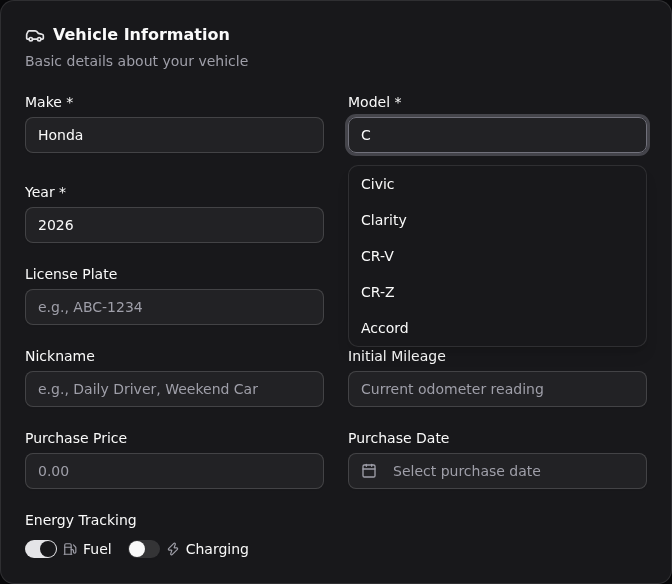 Vehicle Information
Basic details about your vehicle
Make *
Model *
Honda
C
Civic
Clarity
CR-V
CR-Z
Accord
Year *
2026
License Plate
e.g., ABC-1234
Nickname
Initial Mileage
e.g., Daily Driver, Weekend Car
Current odometer reading
Purchase Price
Purchase Date
0.00
Select purchase date
Energy Tracking
Fuel
Charging